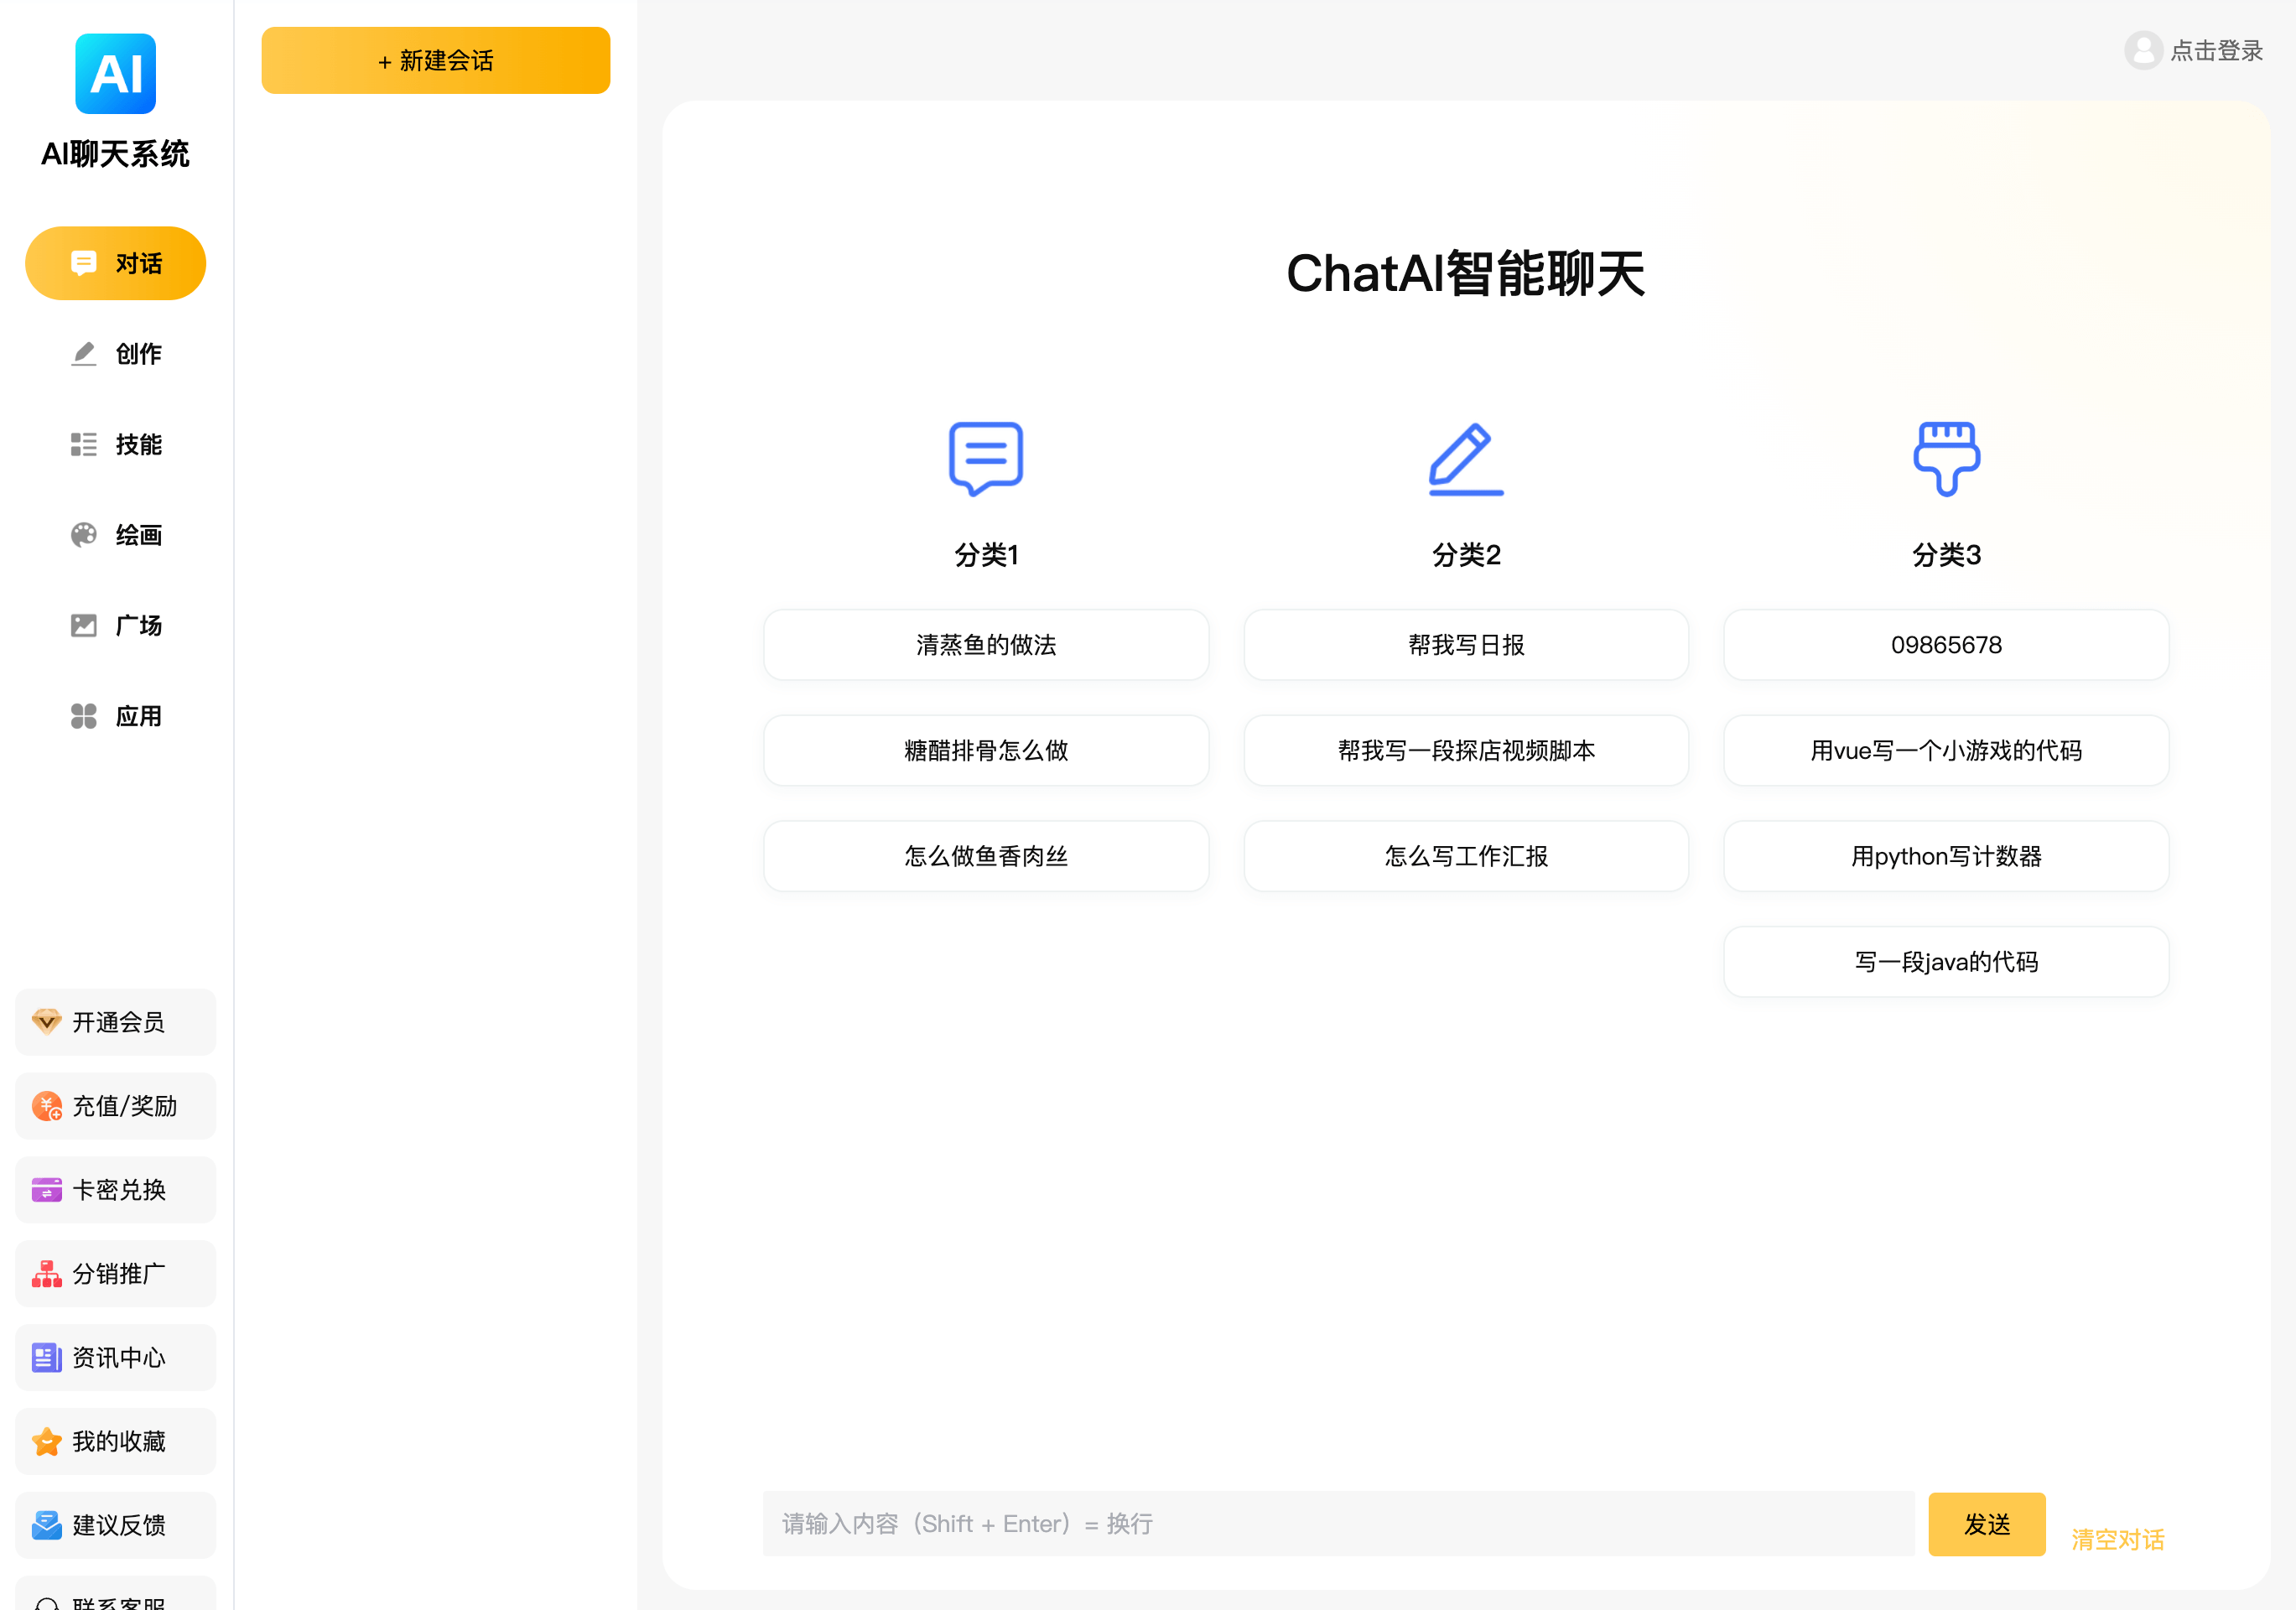 AI
AI聊天系统
对话
创作
技能
绘画
广场
应用
开通会员
充值/奖励
卡密兑换
分销推广
资讯中心
我的收藏
建议反馈
联系客服
+ 新建会话
点击登录
ChatAI智能聊天
分类1
清蒸鱼的做法
糖醋排骨怎么做
怎么做鱼香肉丝
分类2
帮我写日报
帮我写一段探店视频脚本
怎么写工作汇报
分类3
09865678
用vue写一个小游戏的代码
用python写计数器
写一段java的代码
请输入内容（Shift + Enter）= 换行
发送
清空对话